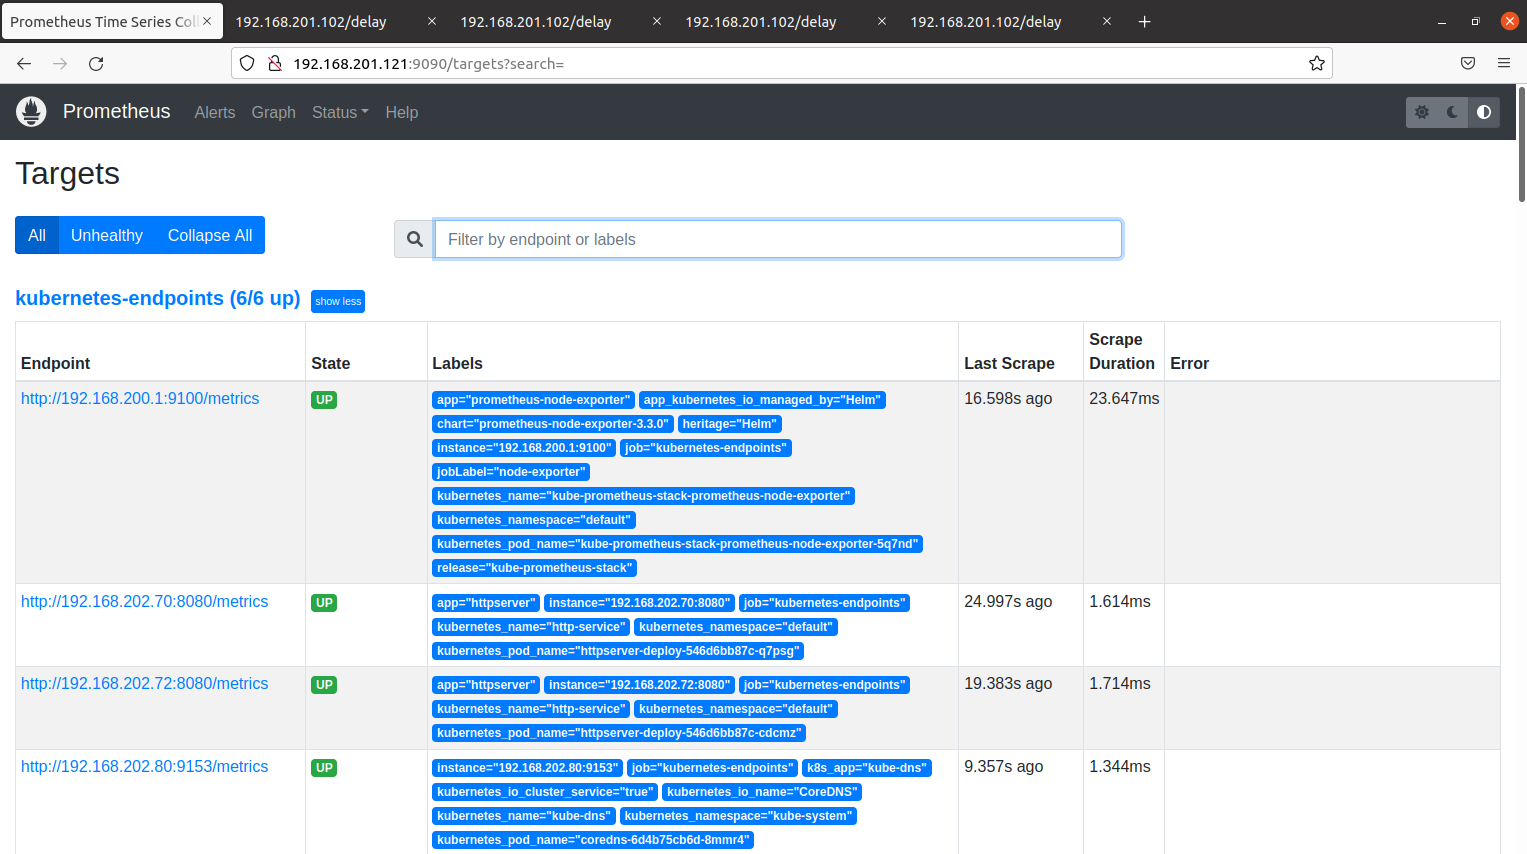 Prometheus Time Series Coll
192.168.201.102/delay
192.168.201.102/delay
192.168.201.102/delay
192.168.201.102/delay
192.168.201.121:9090/targets?search=
Prometheus Alerts Graph Status Help
Targets
All Unhealthy Collapse All
Filter by endpoint or labels
kubernetes-endpoints (6/6 up) show less
Endpoint State Labels Last Scrape Scrape Duration Error
http://192.168.200.1:9100/metrics UP app="prometheus-node-exporter" app_kubernetes_io_managed_by="Helm" 16.598s ago 23.647ms
chart="prometheus-node-exporter-3.3.0" heritage="Helm"
instance="192.168.200.1:9100" job="kubernetes-endpoints"
jobLabel="node-exporter"
kubernetes_name="kube-prometheus-stack-prometheus-node-exporter"
kubernetes_namespace="default"
kubernetes_pod_name="kube-prometheus-stack-prometheus-node-exporter-5q7nd"
release="kube-prometheus-stack"
http://192.168.202.70:8080/metrics UP app="httpserver" instance="192.168.202.70:8080" job="kubernetes-endpoints" 24.997s ago 1.614ms
kubernetes_name="http-service" kubernetes_namespace="default"
kubernetes_pod_name="httpserver-deploy-546d6bb87c-q7psg"
http://192.168.202.72:8080/metrics UP app="httpserver" instance="192.168.202.72:8080" job="kubernetes-endpoints" 19.383s ago 1.714ms
kubernetes_name="http-service" kubernetes_namespace="default"
kubernetes_pod_name="httpserver-deploy-546d6bb87c-cdcmz"
http://192.168.202.80:9153/metrics UP instance="192.168.202.80:9153" job="kubernetes-endpoints" k8s_app="kube-dns" 9.357s ago 1.344ms
kubernetes_io_cluster_service="true" kubernetes_io_name="CoreDNS"
kubernetes_name="kube-dns" kubernetes_namespace="kube-system"
kubernetes_pod_name="coredns-6d4b75cb6d-8mmr4"